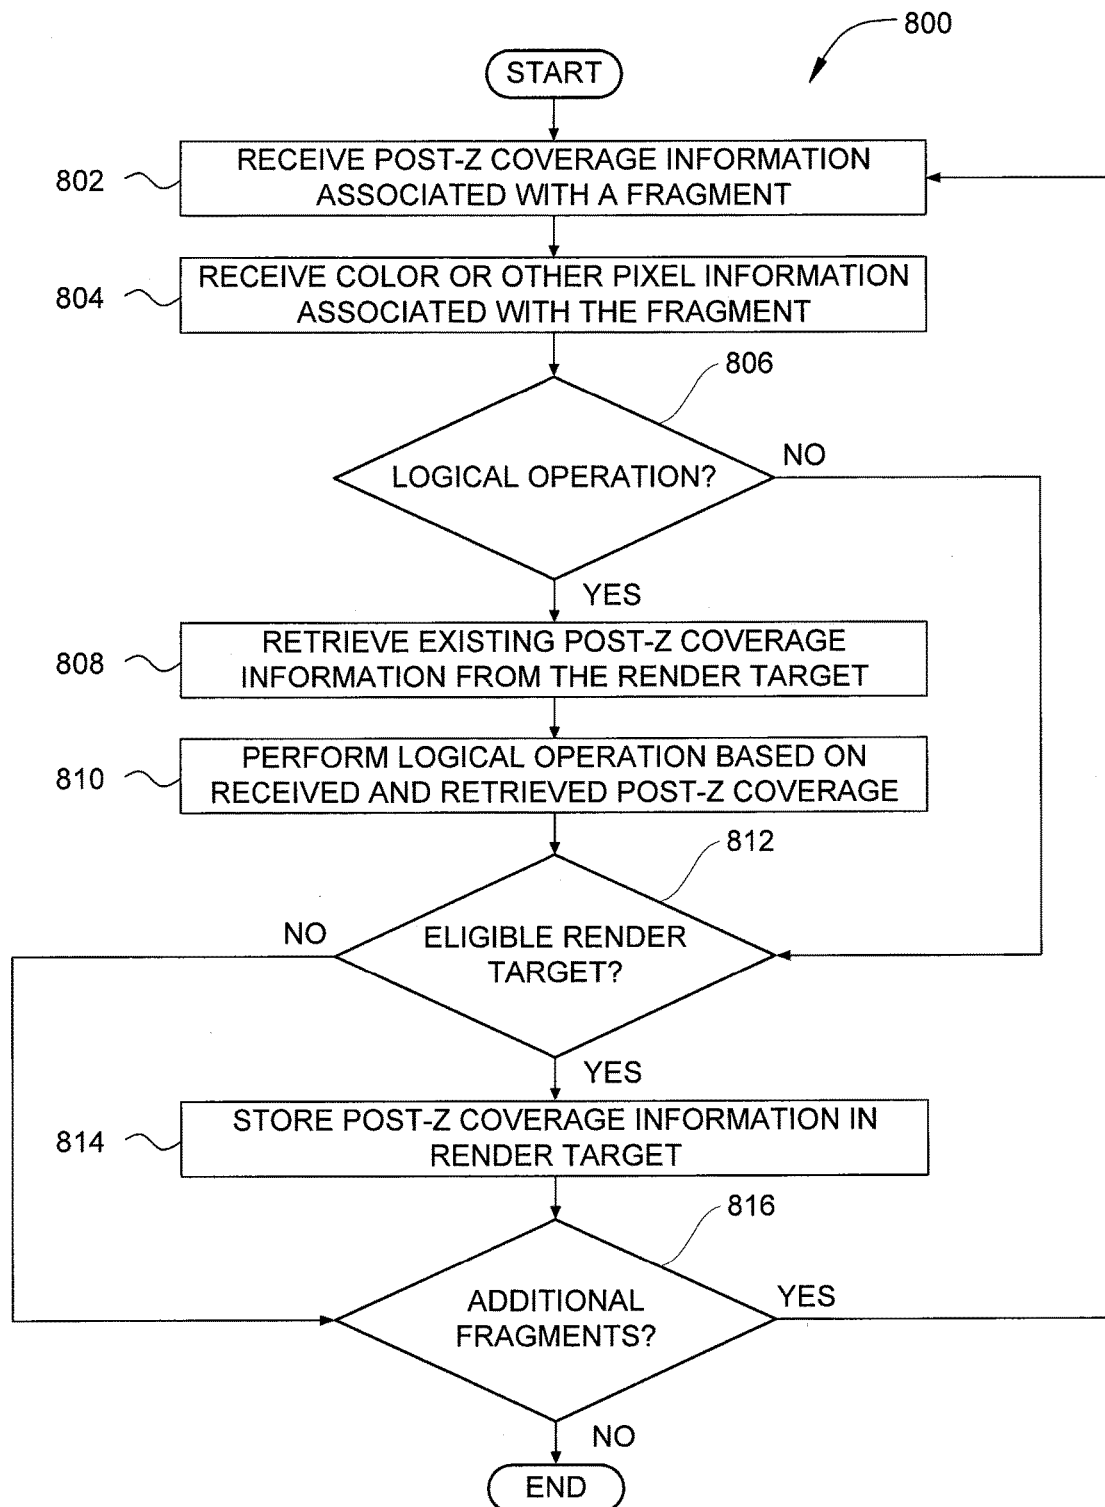 800
START
802
RECEIVE POST-Z COVERAGE INFORMATION
ASSOCIATED WITH A FRAGMENT
804
RECEIVE COLOR OR OTHER PIXEL INFORMATION
ASSOCIATED WITH THE FRAGMENT
806
LOGICAL OPERATION?
NO
YES
808
RETRIEVE EXISTING POST-Z COVERAGE
INFORMATION FROM THE RENDER TARGET
810
PERFORM LOGICAL OPERATION BASED ON
RECEIVED AND RETRIEVED POST-Z COVERAGE
812
NO
ELIGIBLE RENDER
TARGET?
YES
814
STORE POST-Z COVERAGE INFORMATION IN
RENDER TARGET
816
ADDITIONAL
FRAGMENTS?
YES
NO
END